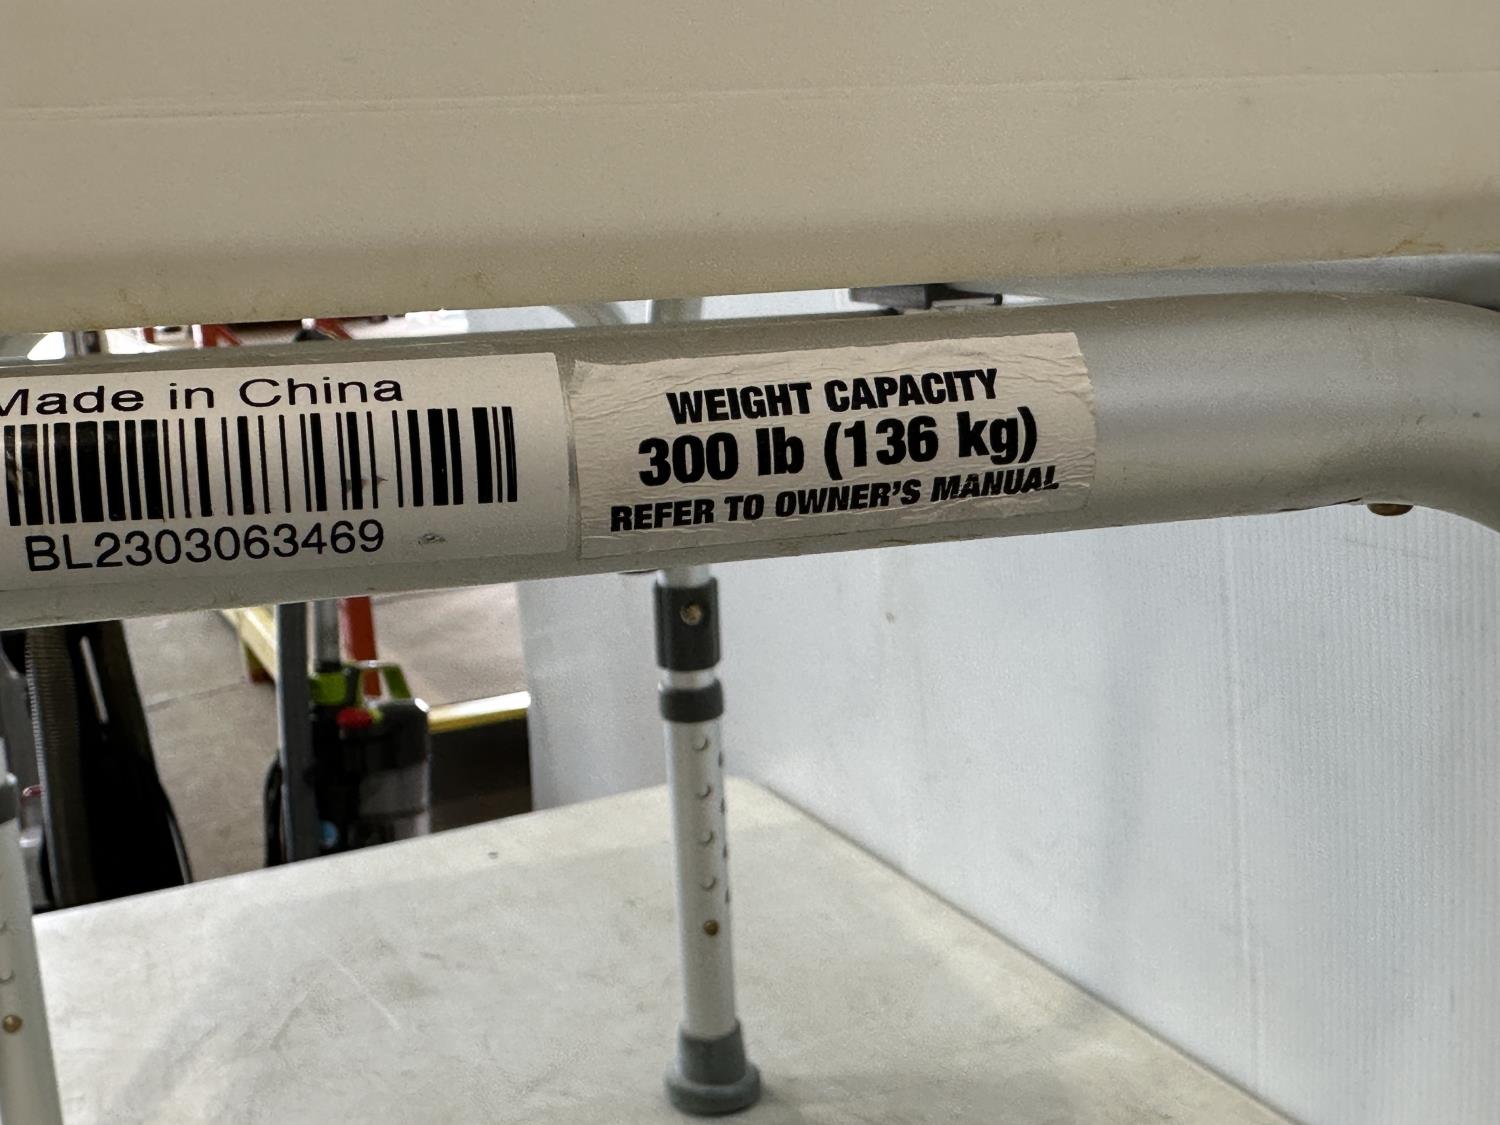 Made in China
BL2303063469
WEIGHT CAPACITY
300 lb (136 kg)
REFER TO OWNER'S MANUAL